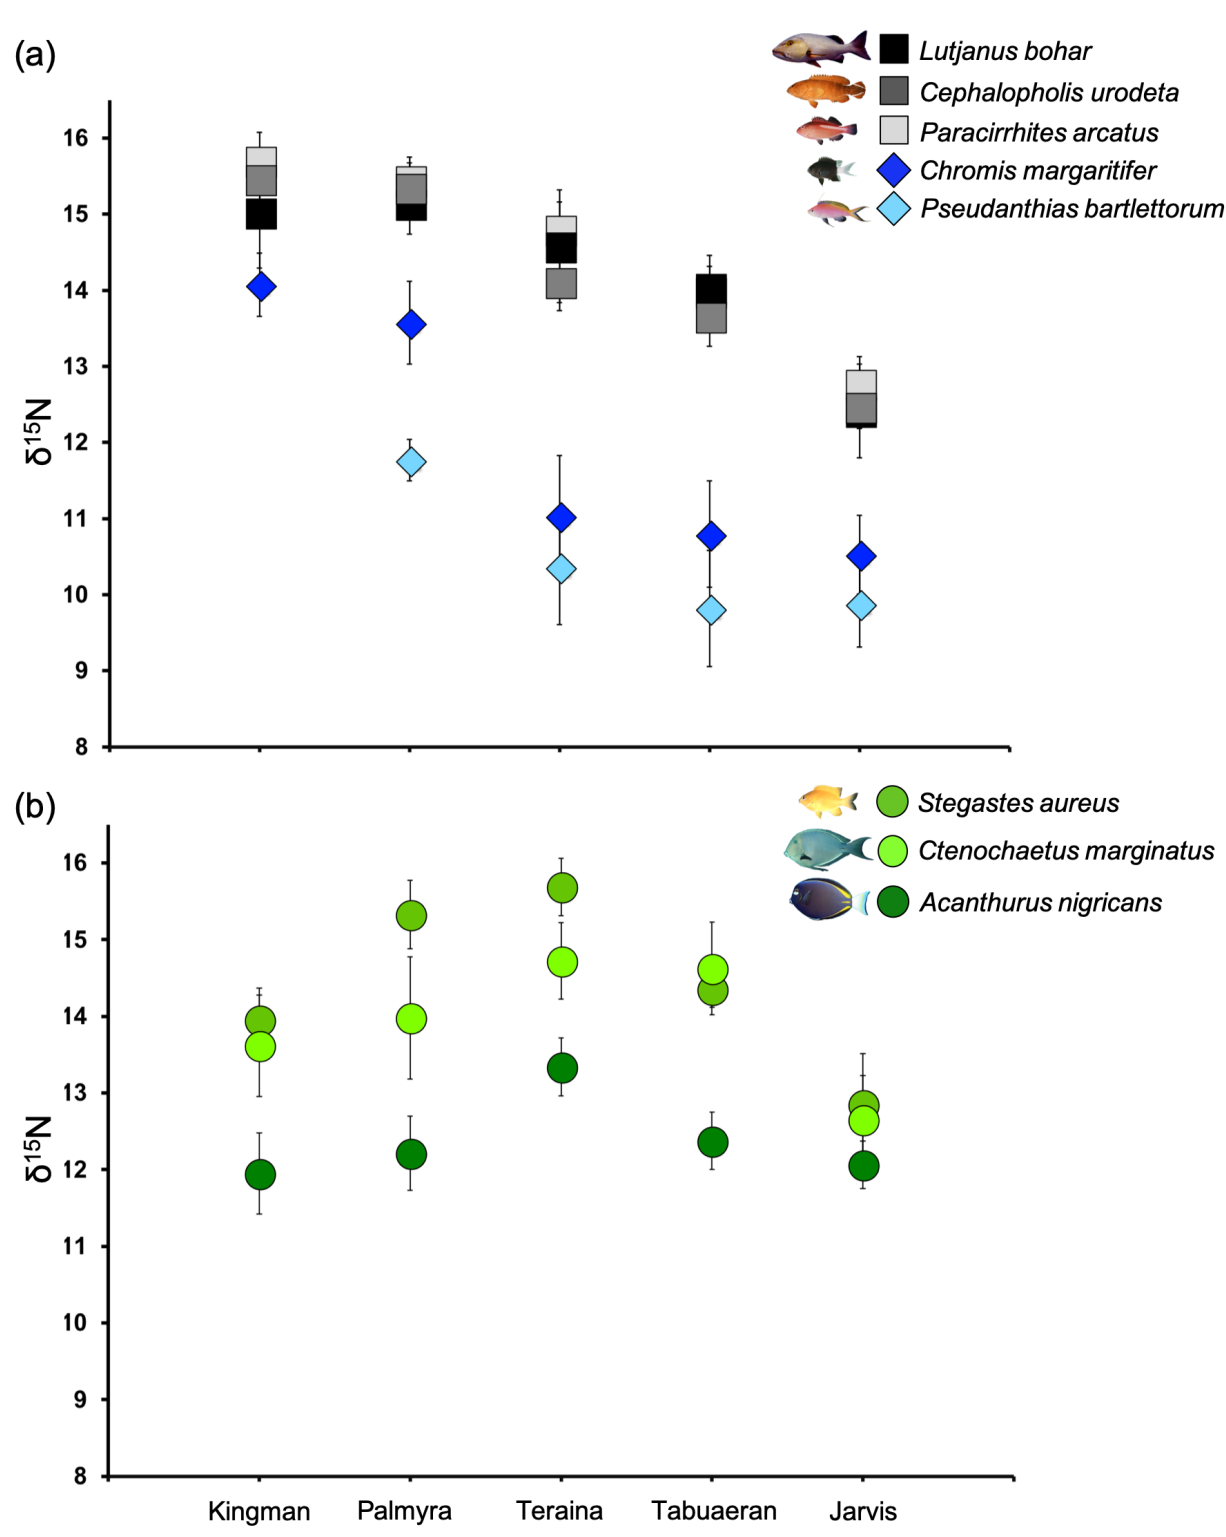 (a)
Lutjanus bohar
Cephalopholis urodeta
Paracirrhites arcatus
Chromis margaritifer
Pseudanthias bartlettorum
16
15
14
13
12
11
10
9
8
δ¹⁵N
(b)
Stegastes aureus
Ctenochaetus marginatus
Acanthurus nigricans
16
15
14
13
12
11
10
9
8
δ¹⁵N
Kingman Palmyra Teraina Tabuaeran Jarvis